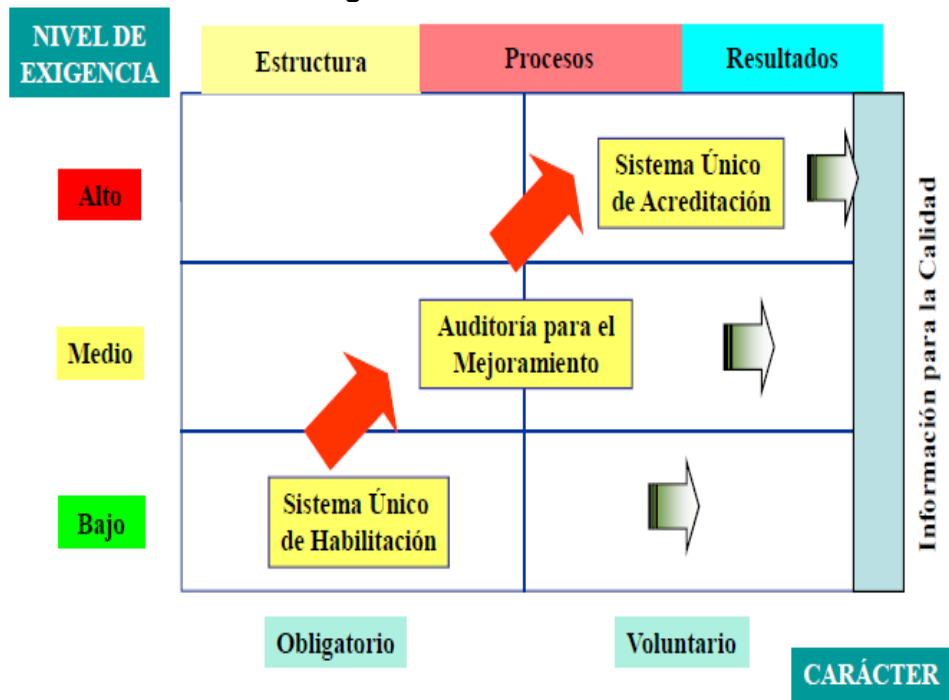 NIVEL DE
EXIGENCIA
Estructura
Procesos
Resultados
Alto
Sistema Único
de Acreditación
Medio
Auditoría para el
Mejoramiento
Bajo
Sistema Único
de Habilitación
Información para la Calidad
Obligatorio
Voluntario
CARÁCTER